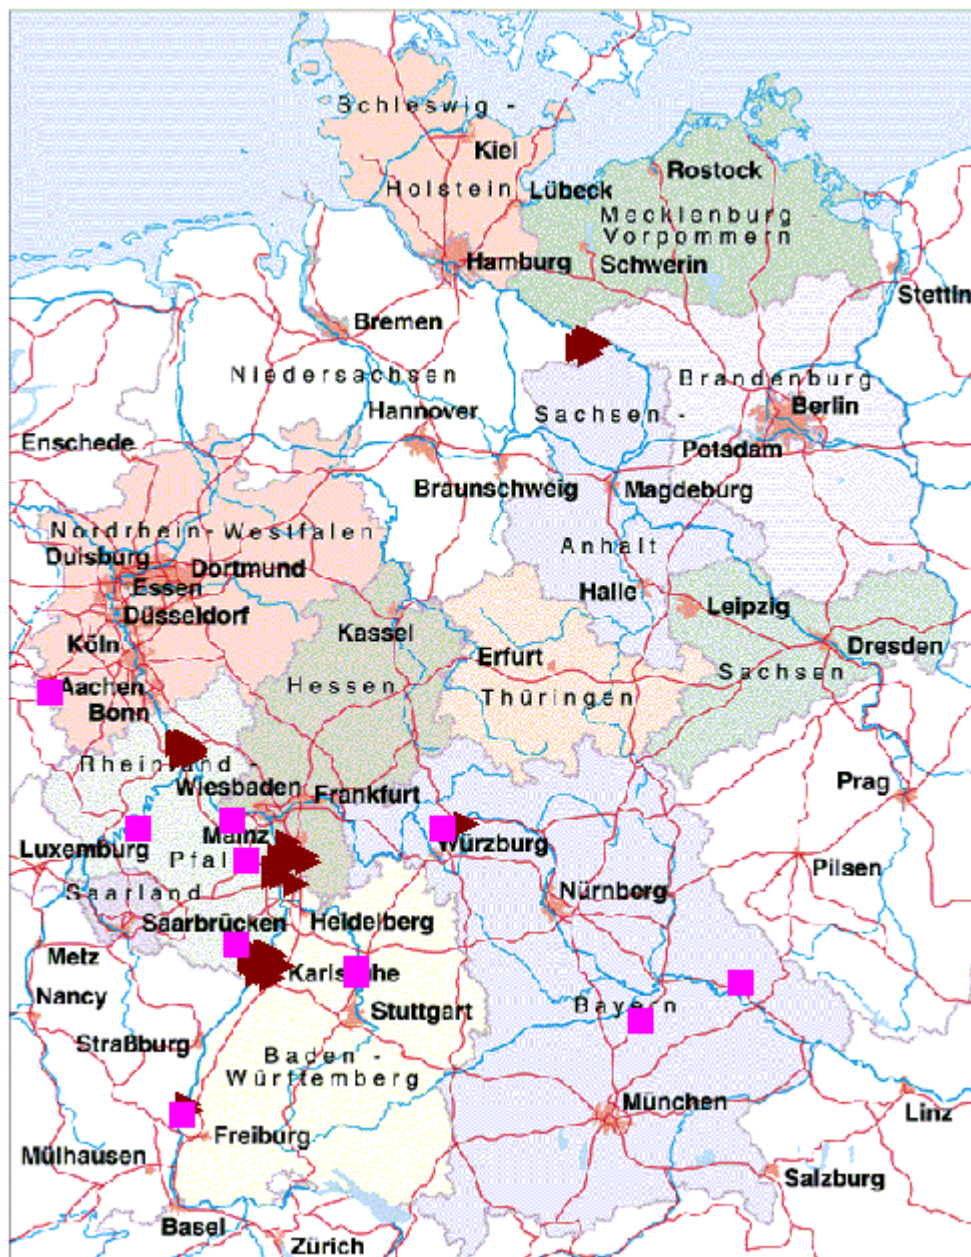 Schleswig -
Kiel
Holstein
Lübeck
Rostock
Mecklenburg -
Vorpommern
Hamburg
Schwerin
Stettin
Bremen
Niedersachsen
Brandenburg
Hannover
Sachsen -
Berlin
Enschede
Potsdam
Braunschweig
Magdeburg
Nordrhein-Westfalen
Anhalt
Duisburg
Dortmund
Essen
Halle
Leipzig
Düsseldorf
Kassel
Köln
Dresden
Erfurt
Sachsen
Hessen
Aachen
Thüringen
Bonn
Rheinland -
Wiesbaden
Frankfurt
Prag
Mainz
Luxemburg
Würzburg
Pfal
Pilsen
Saarland
Nürnberg
Saarbrücken
Heidelberg
Metz
Karlsruhe
Nancy
Bayern
Stuttgart
Straßburg
Baden -
Württemberg
München
Linz
Freiburg
Mülhausen
Salzburg
Basel
Zürich